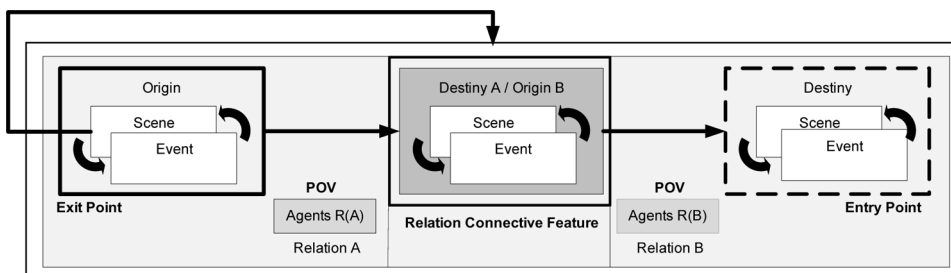 Origin
Scene
Event
Exit Point
POV
Agents R(A)
Relation A
Destiny A / Origin B
Scene
Event
Relation Connective Feature
POV
Agents R(B)
Relation B
Destiny
Scene
Event
Entry Point